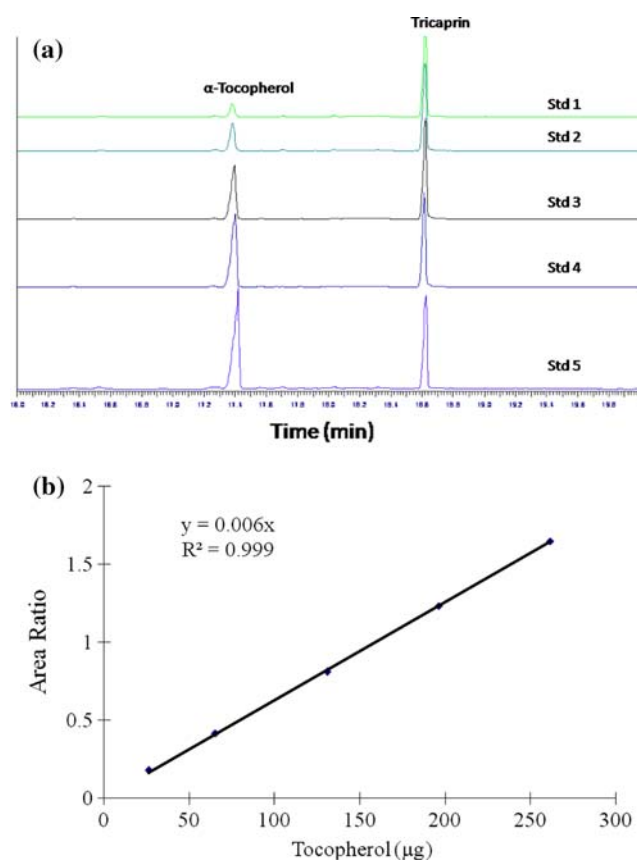 (a)
Tricaprin
α-Tocopherol
Std 1
Std 2
Std 3
Std 4
Std 5
Time (min)
(b)
2
y = 0.006x
R² = 0.999
1.5
1
0.5
0
0 50 100 150 200 250 300
Area Ratio
Tocopherol (µg)